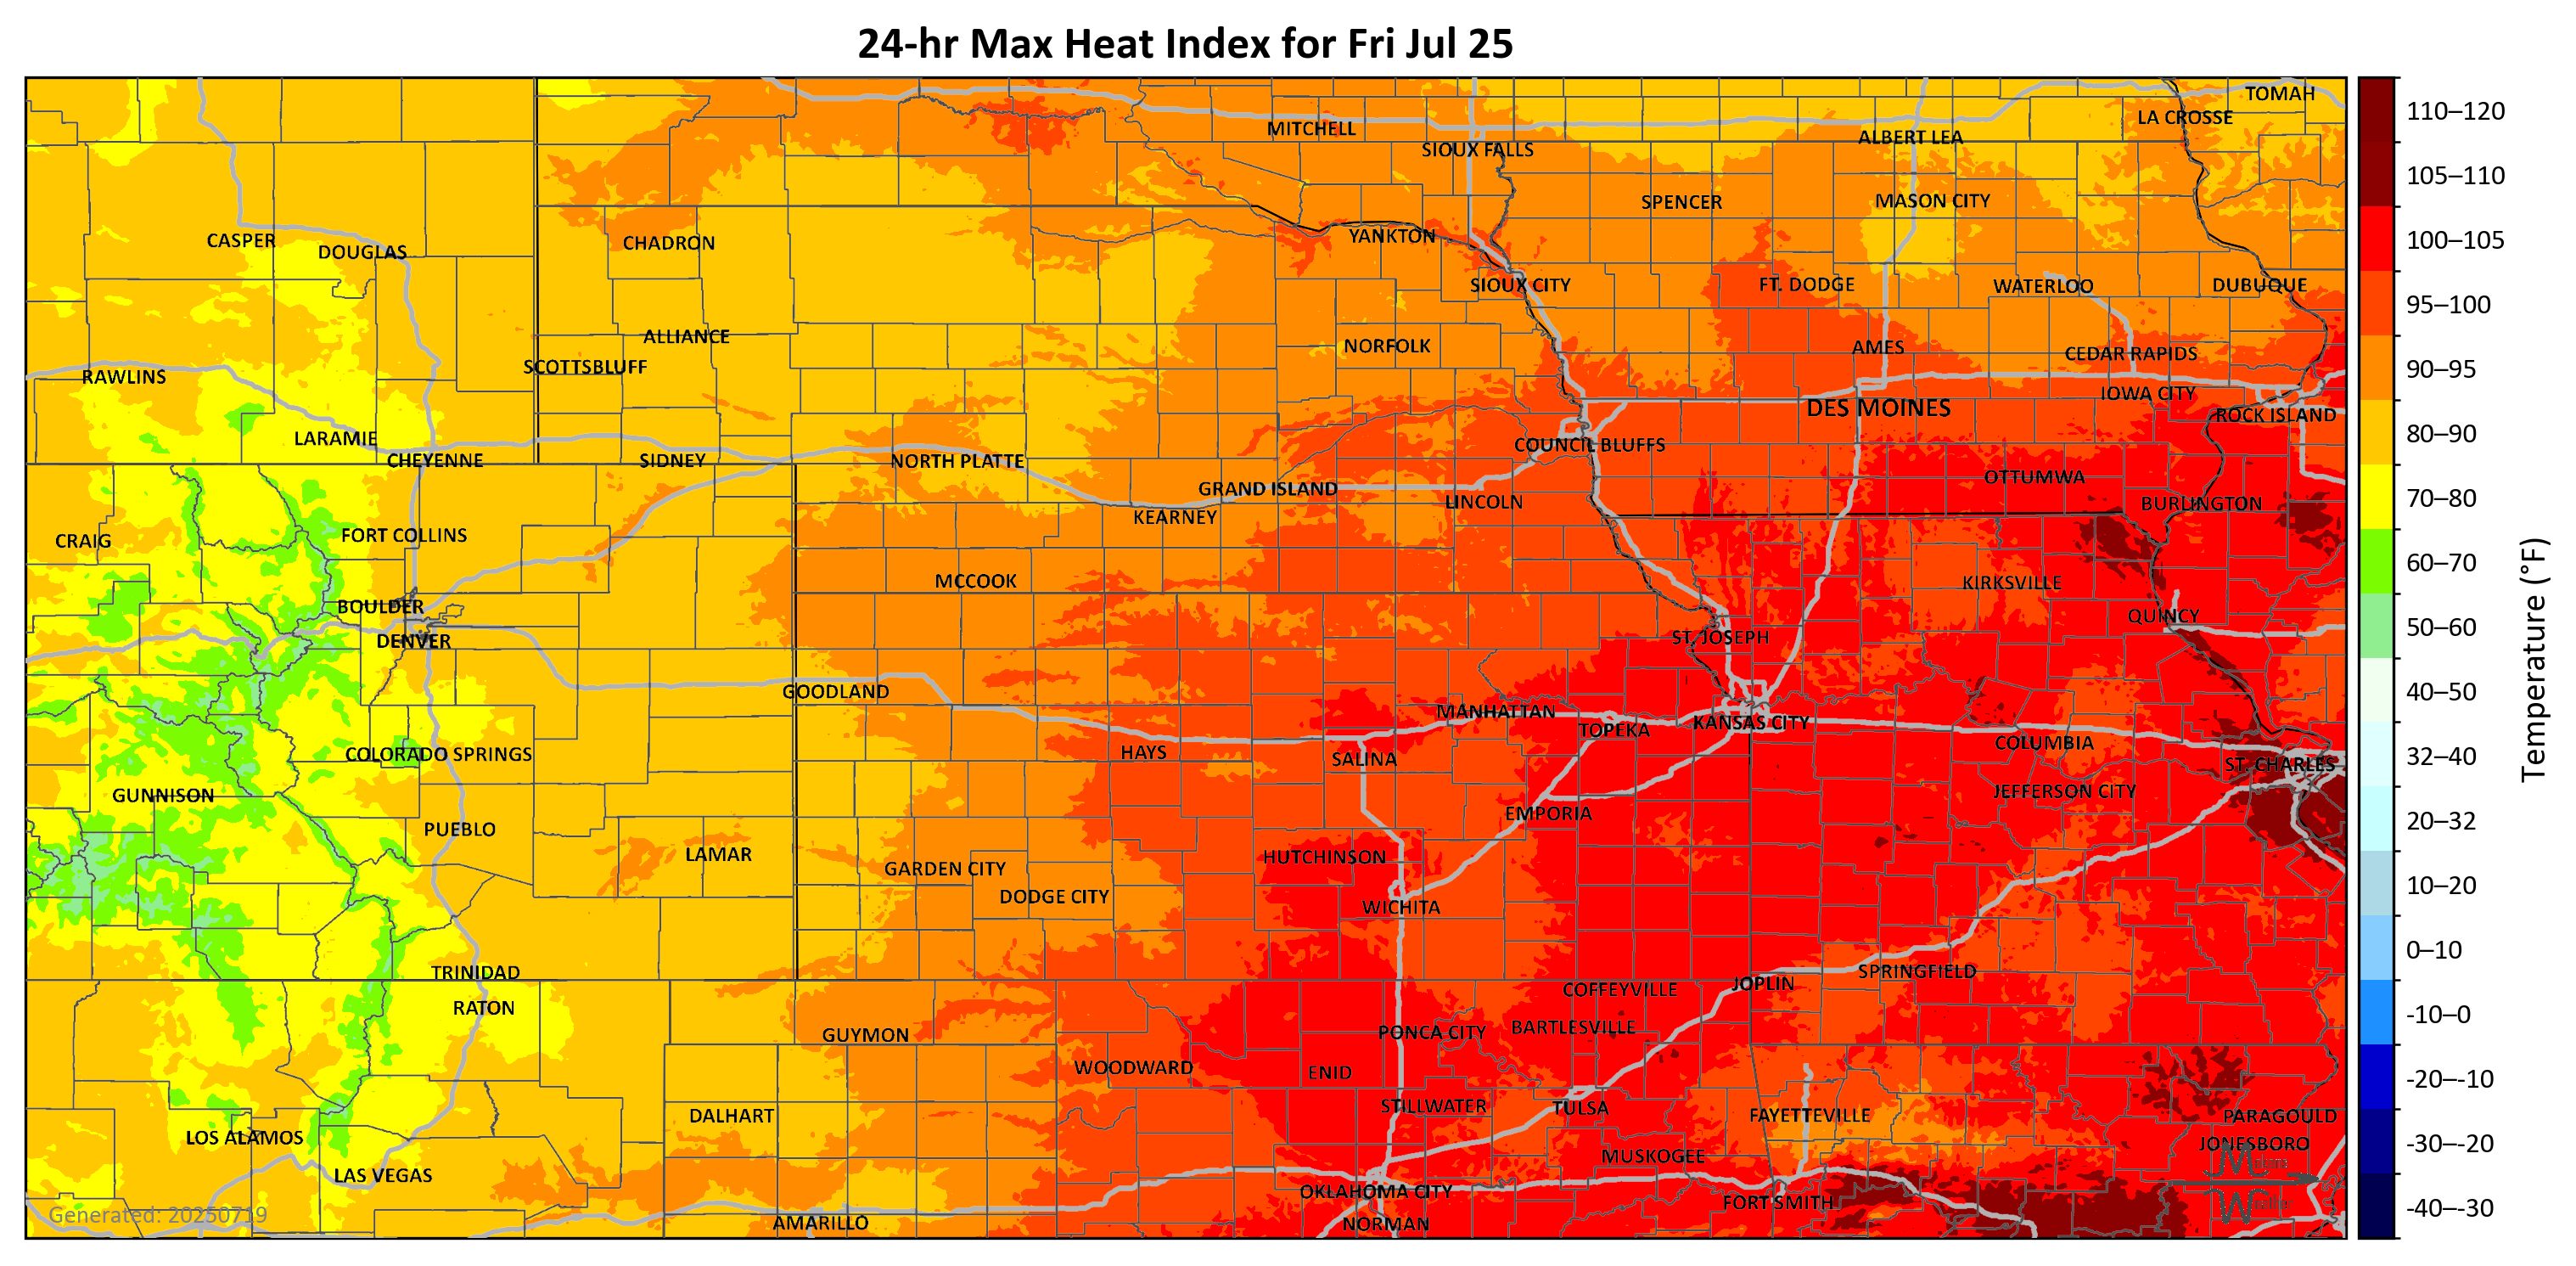 24-hr Max Heat Index for Fri Jul 25
TOMAH
LA CROSSE
MITCHELL
ALBERT LEA
SIOUX FALLS
SPENCER
MASON CITY
CASPER
DOUGLAS
CHADRON
YANKTON
SIOUX CITY
FT. DODGE
WATERLOO
DUBUQUE
ALLIANCE
NORFOLK
AMES
CEDAR RAPIDS
SCOTTSBLUFF
RAWLINS
IOWA CITY
DES MOINES
ROCK ISLAND
LARAMIE
COUNCIL BLUFFS
CHEYENNE
SIDNEY
NORTH PLATTE
OTTUMWA
GRAND ISLAND
LINCOLN
BURLINGTON
KEARNEY
CRAIG
FORT COLLINS
MCCOOK
KIRKSVILLE
BOULDER
QUINCY
DENVER
ST. JOSEPH
GOODLAND
MANHATTAN
KANSAS CITY
TOPEKA
COLUMBIA
COLORADO SPRINGS
HAYS
SALINA
ST. CHARLES
GUNNISON
JEFFERSON CITY
EMPORIA
PUEBLO
LAMAR
HUTCHINSON
GARDEN CITY
DODGE CITY
WICHITA
TRINIDAD
SPRINGFIELD
JOPLIN
COFFEYVILLE
RATON
GUYMON
PONCA CITY
BARTLESVILLE
WOODWARD
ENID
STILLWATER
TULSA
DALHART
FAYETTEVILLE
PARAGOULD
LOS ALAMOS
JONESBORO
MUSKOGEE
LAS VEGAS
OKLAHOMA CITY
FORT SMITH
AMARILLO
NORMAN
Generated: 20250719
110–120
105–110
100–105
95–100
90–95
80–90
70–80
60–70
50–60
40–50
32–40
20–32
10–20
0–10
-10–0
-20–-10
-30–-20
-40–-30
Temperature (°F)